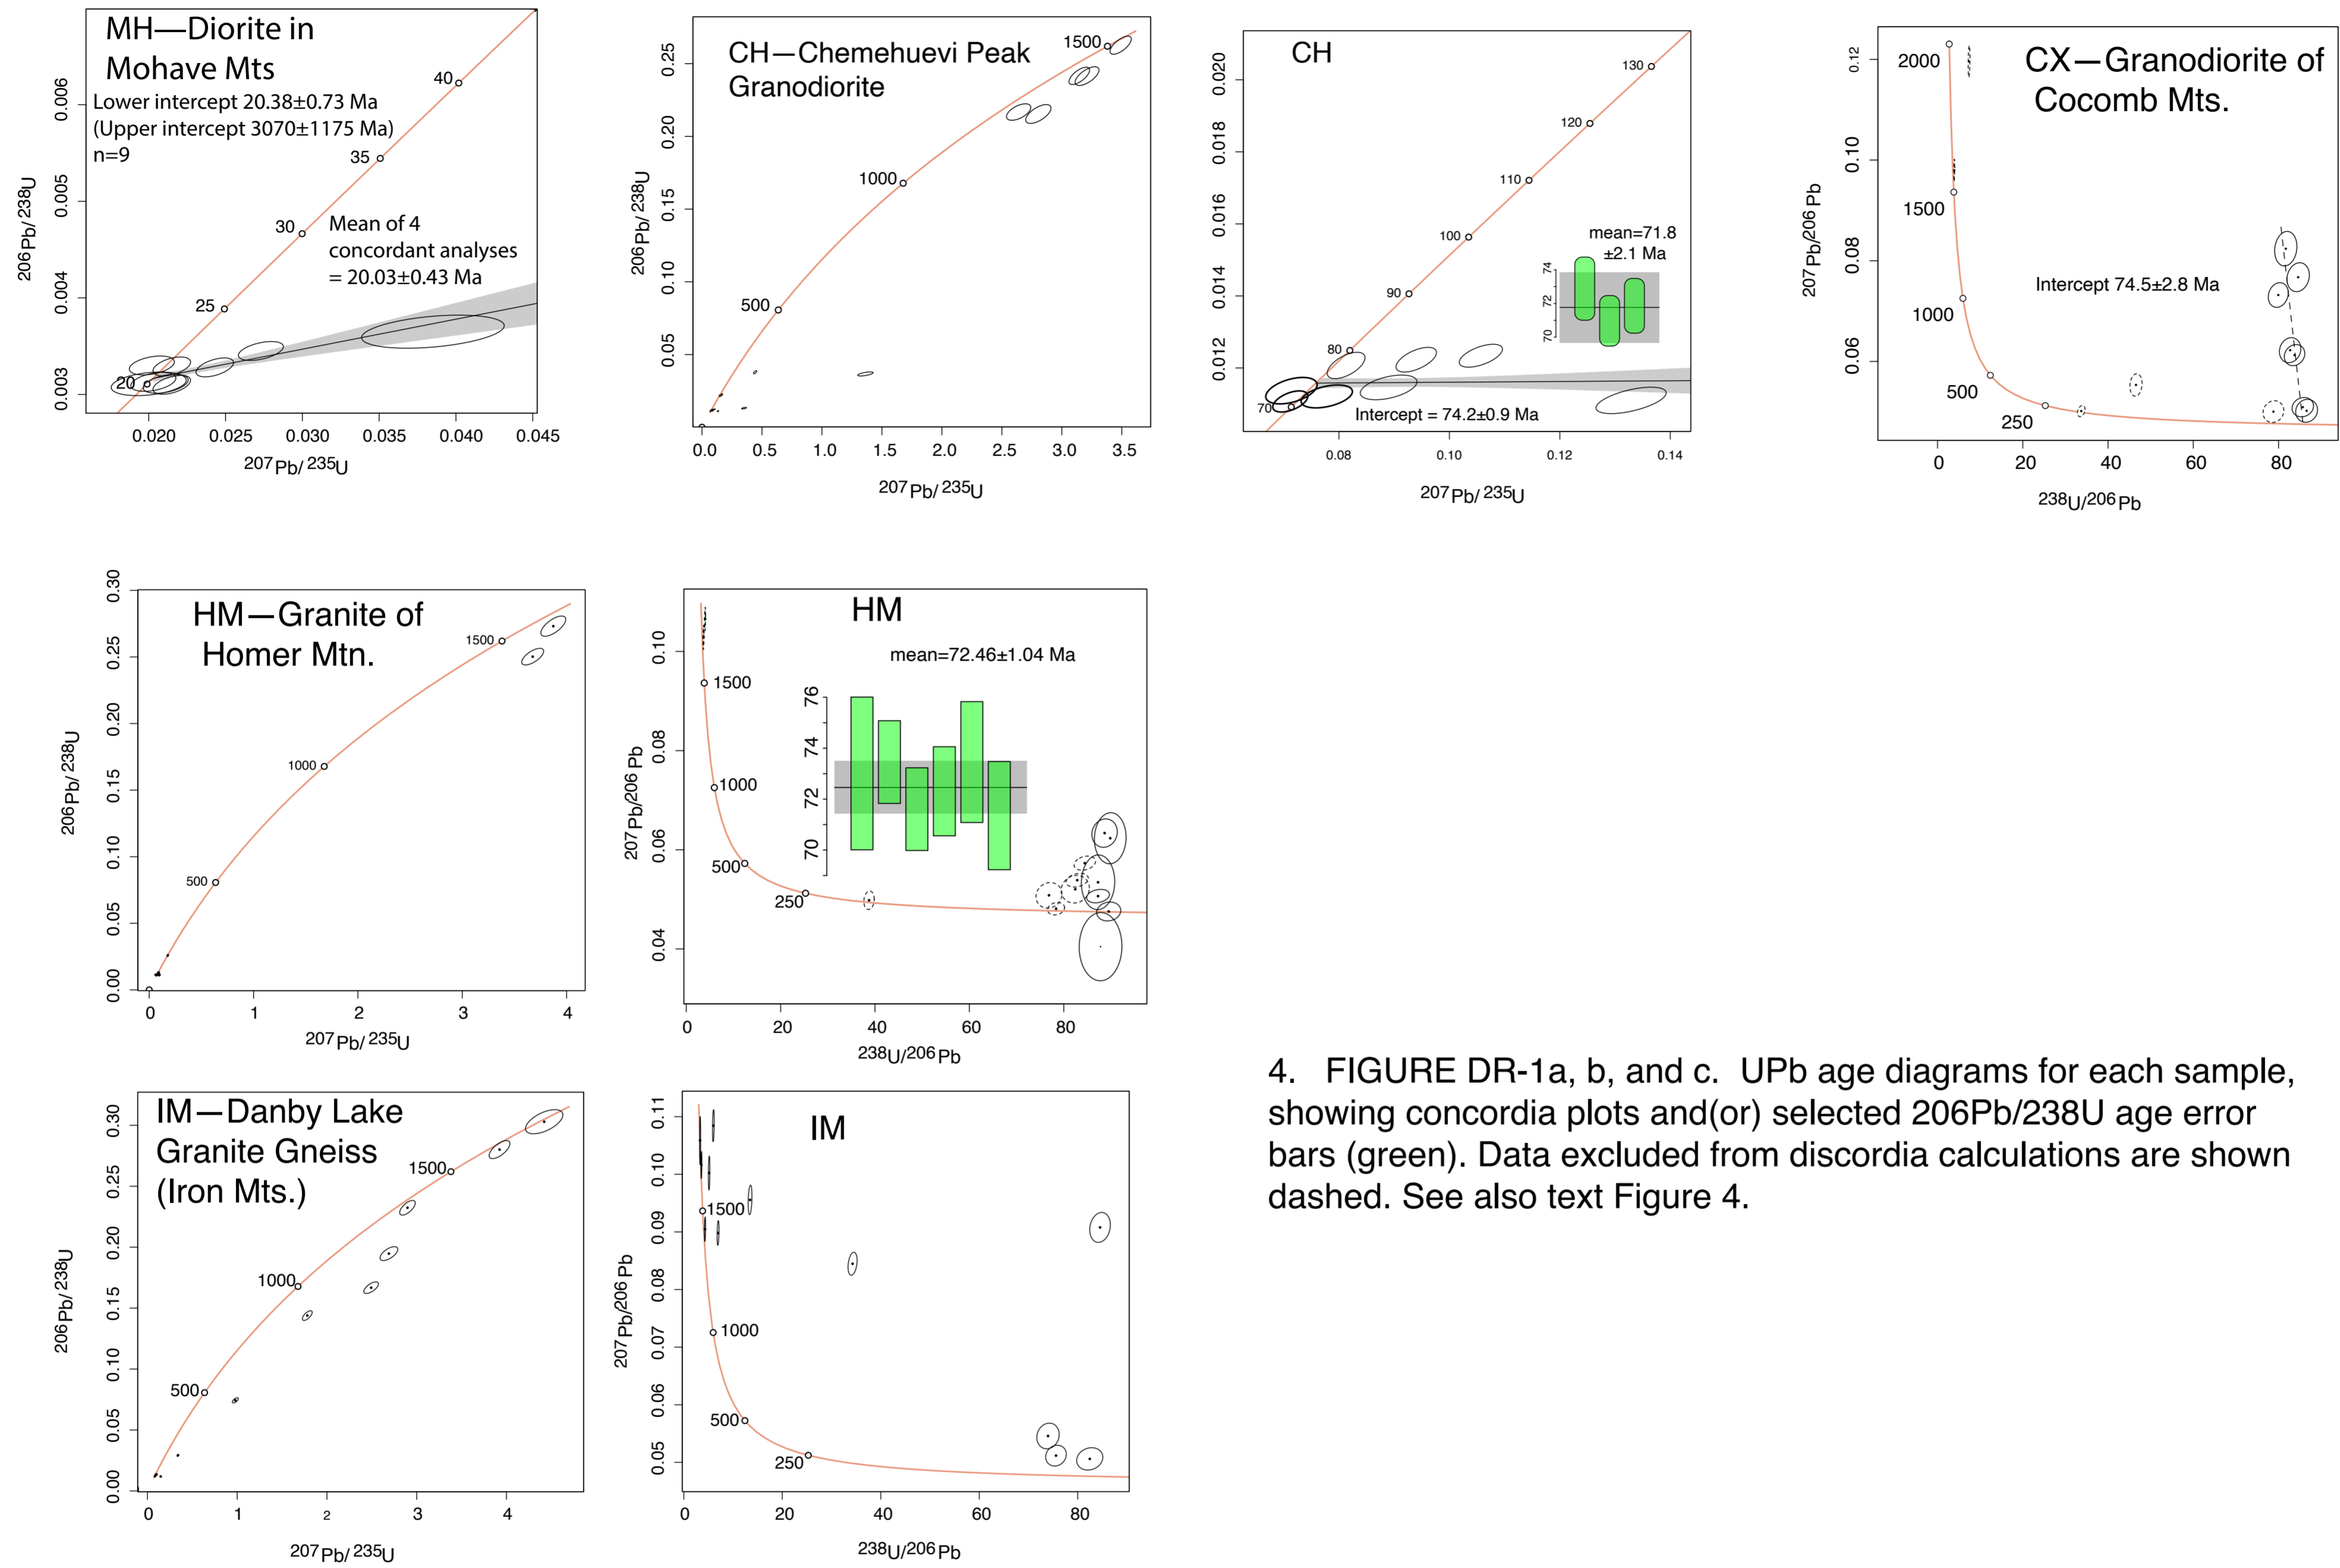 MH—Diorite in
Mohave Mts
Lower intercept 20.38±0.73 Ma
(Upper intercept 3070±1175 Ma)
n=9
Mean of 4
concordant analyses
= 20.03±0.43 Ma
20
25
30
35
40
0.003
0.004
0.005
0.006
206Pb/238U
0.020 0.025 0.030 0.035 0.040 0.045
207Pb/ 235U
CH—Chemehuevi Peak
Granodiorite
500
1000
1500
0.05
0.10
0.15
0.20
0.25
206Pb/238U
0.0 0.5 1.0 1.5 2.0 2.5 3.0 3.5
207Pb/ 235U
CH
70
80
90
100
110
120
130
mean=71.8
±2.1 Ma
70
72
74
Intercept = 74.2±0.9 Ma
0.012
0.014
0.016
0.018
0.020
206Pb/238U
0.08 0.10 0.12 0.14
207Pb/ 235U
CX—Granodiorite of
Cocomb Mts.
2000
1500
1000
500
250
Intercept 74.5±2.8 Ma
0.06
0.08
0.10
0.12
207Pb/206Pb
0 20 40 60 80
238U/206Pb
HM—Granite of
Homer Mtn.
500
1000
1500
0.00
0.05
0.10
0.15
0.20
0.25
0.30
206Pb/238U
0 1 2 3 4
207Pb/ 235U
HM
mean=72.46±1.04 Ma
1500
1000
500
250
70
72
74
76
0.04
0.06
0.08
0.10
207Pb/206Pb
0 20 40 60 80
238U/206Pb
IM—Danby Lake
Granite Gneiss
(Iron Mts.)
500
1000
1500
0.00
0.05
0.10
0.15
0.20
0.25
0.30
206Pb/238U
0 1 2 3 4
207Pb/ 235U
IM
1500
1000
500
250
0.05
0.06
0.07
0.08
0.09
0.10
0.11
207Pb/206Pb
0 20 40 60 80
238U/206Pb
4. FIGURE DR-1a, b, and c. UPb age diagrams for each sample,
showing concordia plots and(or) selected 206Pb/238U age error
bars (green). Data excluded from discordia calculations are shown
dashed. See also text Figure 4.